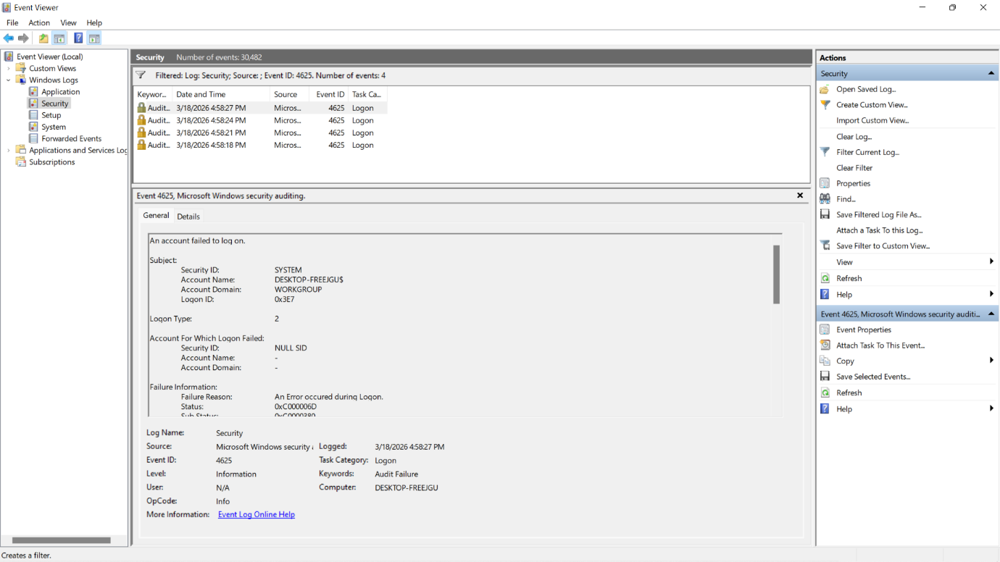 Event Viewer
File Action View Help
Event Viewer (Local)
Custom Views
Windows Logs
Application
Security
Setup
System
Forwarded Events
Applications and Services Log
Subscriptions
Security Number of events: 30,482
Filtered: Log: Security; Source: ; Event ID: 4625. Number of events: 4
Keywor... Date and Time Source Event ID Task Ca...
Audit... 3/18/2026 4:58:27 PM Micros... 4625 Logon
Audit... 3/18/2026 4:58:24 PM Micros... 4625 Logon
Audit... 3/18/2026 4:58:21 PM Micros... 4625 Logon
Audit... 3/18/2026 4:58:18 PM Micros... 4625 Logon
Event 4625, Microsoft Windows security auditing.
General Details
An account failed to log on.
Subject:
Security ID: SYSTEM
Account Name: DESKTOP-FREEJGU$
Account Domain: WORKGROUP
Logon ID: 0x3E7
Logon Type: 2
Account For Which Logon Failed:
Security ID: NULL SID
Account Name: -
Account Domain: -
Failure Information:
Failure Reason: An Error occured during Logon.
Status: 0xC000006D
Sub Status: 0xC0000380
Log Name: Security
Source: Microsoft Windows security Logged: 3/18/2026 4:58:27 PM
Event ID: 4625 Task Category: Logon
Level: Information Keywords: Audit Failure
User: N/A Computer: DESKTOP-FREEJGU
OpCode: Info
More Information: Event Log Online Help
Actions
Security
Open Saved Log...
Create Custom View...
Import Custom View...
Clear Log...
Filter Current Log...
Clear Filter
Properties
Find...
Save Filtered Log File As...
Attach a Task To this Log...
Save Filter to Custom View...
View
Refresh
Help
Event 4625, Microsoft Windows security auditi...
Event Properties
Attach Task To This Event...
Copy
Save Selected Events...
Refresh
Help
Creates a filter.